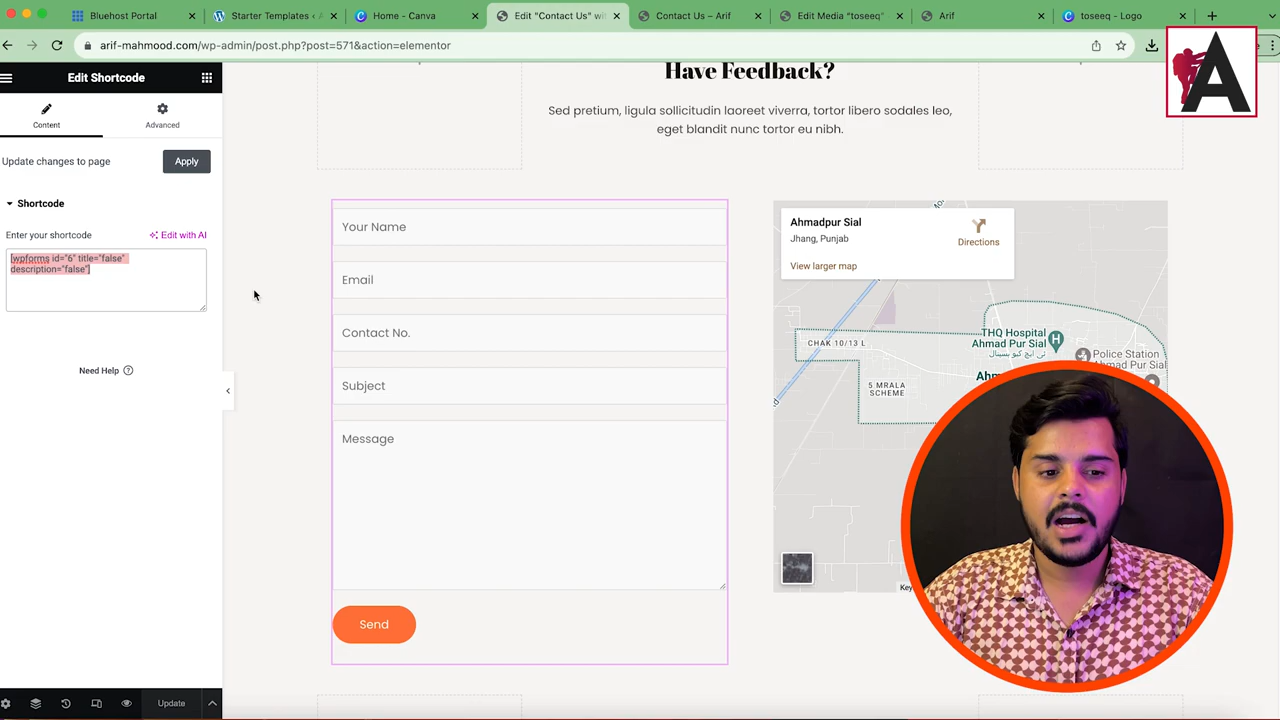 Bluehost Portal
Starter Templates ‹ A
Home - Canva
Edit "Contact Us" wi
Contact Us – Arif
Edit Media "toseeq"
Arif
toseeq - Logo
arif-mahmood.com/wp-admin/post.php?post=571&action=elementor
A
Edit Shortcode
Content
Advanced
Update changes to page
Apply
Shortcode
Enter your shortcode
Edit with AI
[wpforms id="6" title="false"
description="false"]
Need Help
Update
Have Feedback?
Sed pretium, ligula sollicitudin laoreet viverra, tortor libero sodales leo,
eget blandit nunc tortor eu nibh.
Your Name
Email
Contact No.
Subject
Message
Send
Ahmadpur Sial
Jhang, Punjab
Directions
View larger map
THQ Hospital
Ahmad Pur Sial
CHAK 10/13 L
Police Station
Ahmad Pur Sial
5 MRALA
SCHEME